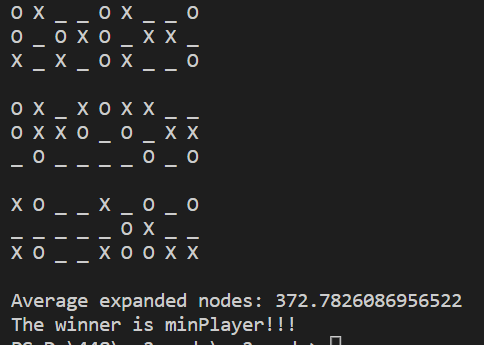 O X _ _ O X _ _ O
O _ O X O _ X X _
X _ X _ O X _ _ O
O X _ X O X X _ _
O X X O _ O _ X X
_ O _ _ _ _ O _ O
X O _ _ X _ O _ O
_ _ _ _ _ O X _ _
X O _ _ X O O X X
Average expanded nodes: 372.7826086956522
The winner is minPlayer!!!